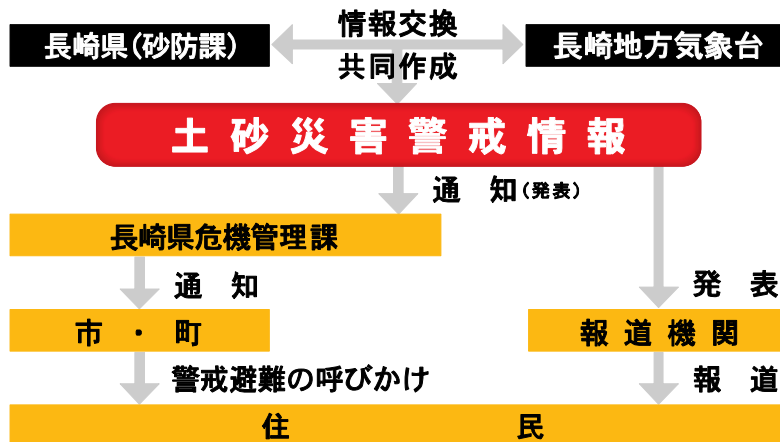 情報交換
長崎県(砂防課)
長崎地方気象台
共同作成
土砂災害警戒情報
通 知(発表)
長崎県危機管理課
通 知
発 表
市 ・ 町
報道機関
警戒避難の呼びかけ
報 道
住 民